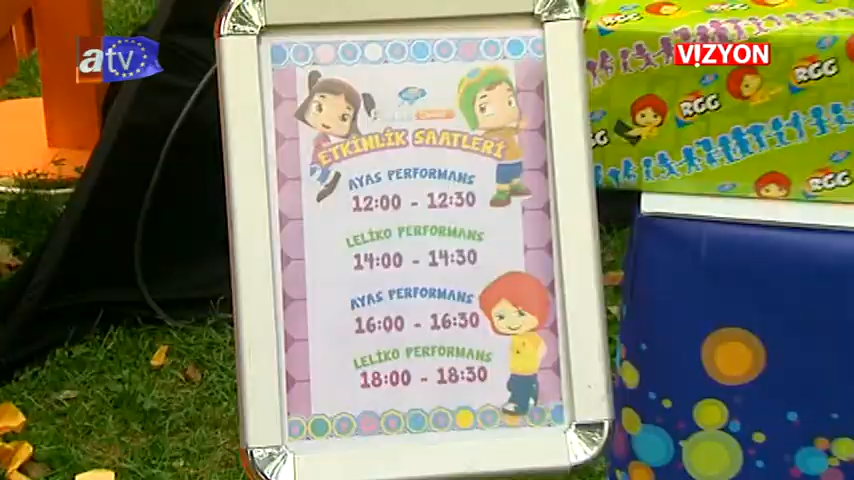 atv
VİZYON
RGG
RGG
RGG
RGG
ETKİNLİK SAATLERİ
AYAS PERFORMANS
12:00 - 12:30
LELİKO PERFORMANS
14:00 - 14:30
AYAS PERFORMANS
16:00 - 16:30
LELİKO PERFORMANS
18:00 - 18:30